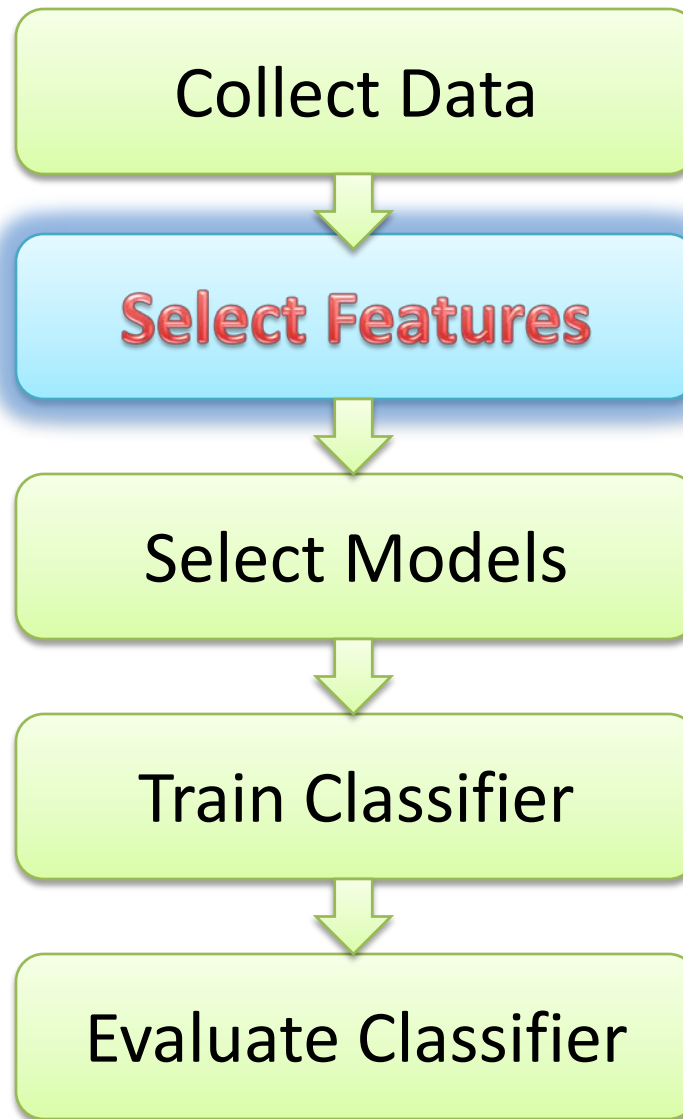 Collect Data
Select Features
Select Models
Train Classifier
Evaluate Classifier